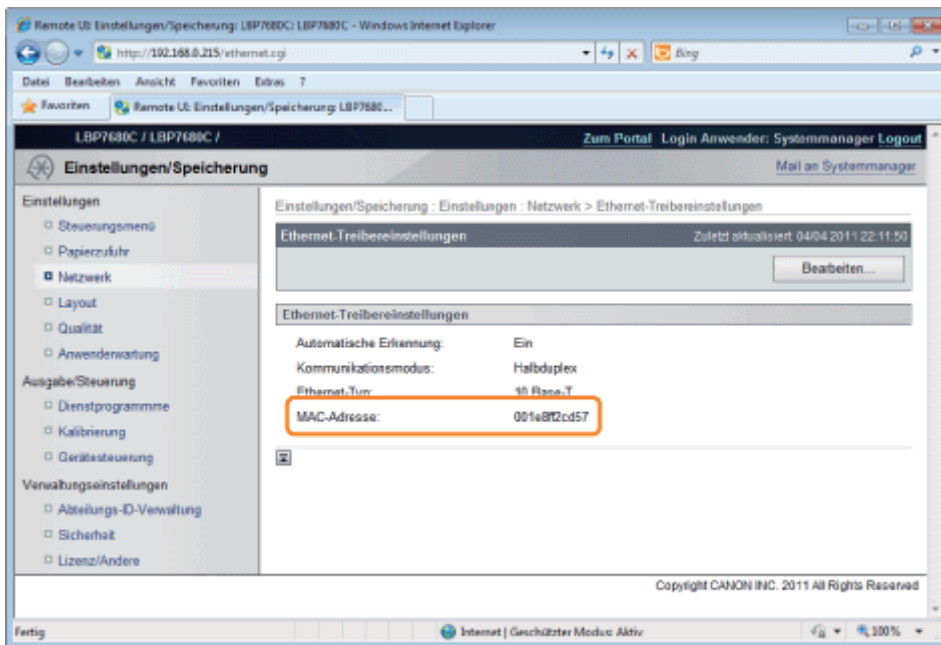 Remote UI: Einstellungen/Speicherung: LBP7680C: LBP7680C - Windows Internet Explorer
http://192.168.0.215/ethernet.cgi
Bing
Datei Bearbeiten Ansicht Favoriten Extras ?
Favoriten Remote UI: Einstellungen/Speicherung: LBP7680...
LBP7680C / LBP7680C /
Zum Portal Login Anwender: Systemmanager Logout
Einstellungen/Speicherung
Mail an Systemmanager
Einstellungen
Steuerungsmenü
Papierzufuhr
Netzwerk
Layout
Qualität
Anwenderwartung
Ausgabe/Steuerung
Dienstprogrammme
Kalibrierung
Gerätesteuerung
Verwaltungseinstellungen
Abteilungs-ID-Verwaltung
Sicherheit
Lizenz/Andere
Einstellungen/Speicherung : Einstellungen : Netzwerk > Ethernet-Treibereinstellungen
Ethernet-Treibereinstellungen
Zuletzt aktualisiert: 04/04 2011 22:11:50
Bearbeiten...
Ethernet-Treibereinstellungen
Automatische Erkennung: Ein
Kommunikationsmodus: Halbduplex
Ethernet-Typ: 10 Base-T
MAC-Adresse: 001e8ff2cd57
Copyright CANON INC. 2011 All Rights Reserved
Fertig
Internet | Geschützter Modus: Aktiv
100%